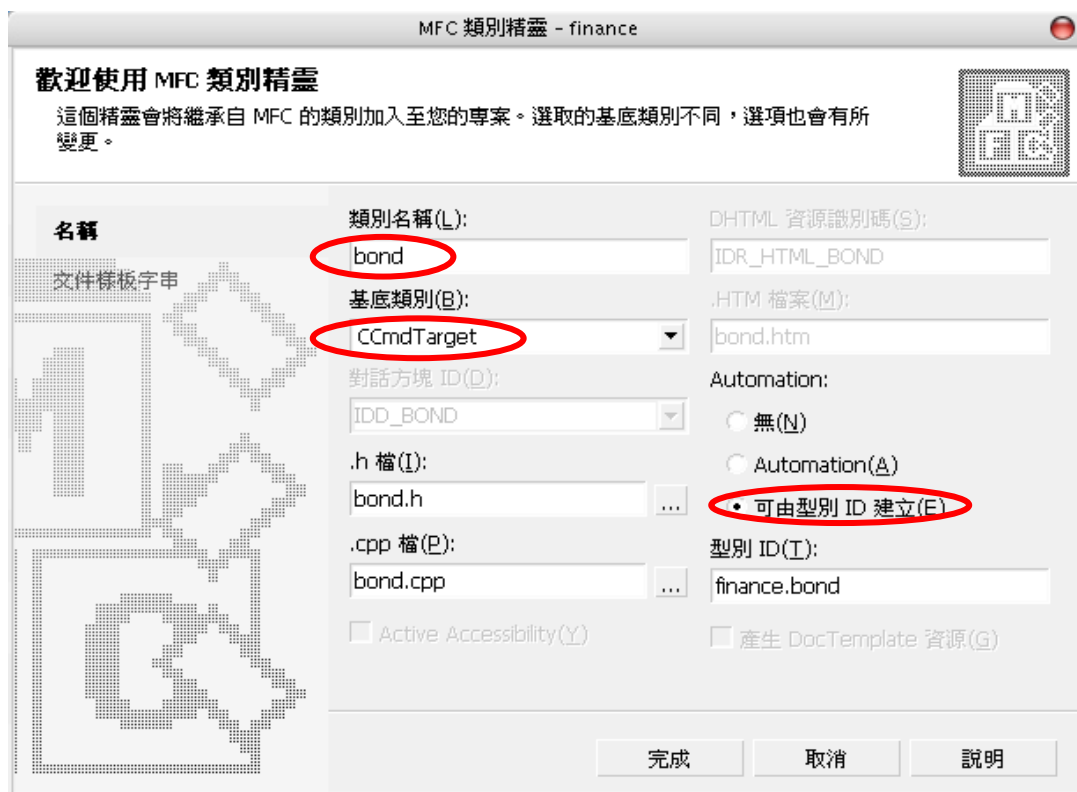 MFC 類別精靈 - finance
歡迎使用 MFC 類別精靈
這個精靈會將繼承自 MFC 的類別加入至您的專案。選取的基底類別不同，選項也會有所
變更。
MFC
名稱
文件樣板字串
類別名稱(L):
bond
基底類別(B):
CCmdTarget
對話方塊 ID(D):
IDD_BOND
.h 檔(I):
bond.h
...
.cpp 檔(P):
bond.cpp
...
Active Accessibility(Y)
DHTML 資源識別碼(S):
IDR_HTML_BOND
.HTM 檔案(M):
bond.htm
Automation:
無(N)
Automation(A)
可由型別 ID 建立(E)
型別 ID(T):
finance.bond
產生 DocTemplate 資源(G)
完成
取消
說明